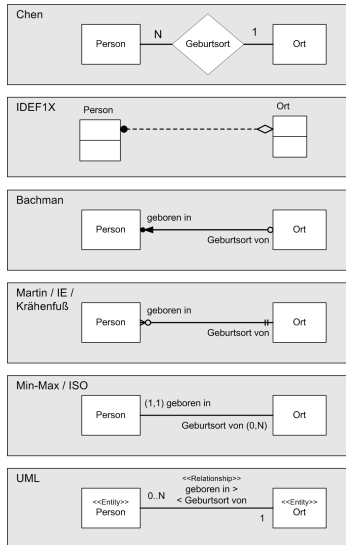 Chen
Person
N
Geburtsort
1
Ort
IDEF1X
Person
Ort
Bachman
Person
geboren in
Geburtsort von
Ort
Martin / IE /
Krähenfuß
Person
geboren in
Geburtsort von
Ort
Min-Max / ISO
Person
(1,1) geboren in
Geburtsort von (0,N)
Ort
UML
<<Entity>>
Person
0..N
<<Relationship>>
geboren in >
< Geburtsort von
1
<<Entity>>
Ort